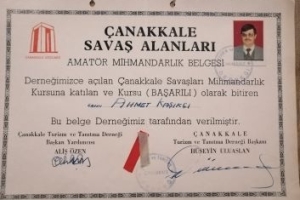 ÇANAKKALE
SAVAŞ ALANLARI
AMATÖR MİHMANDARLIK BELGESİ
Derneğimizce açılan Çanakkale Savaşları Mihmandarlık
Kursuna katılan ve Kursu (BAŞARILI) olarak bitiren
AHMET
Bu belge Derneğimiz tarafından verilmiştir.
Çanakkale Turizm ve Tanıtma Derneği
Başkan Yardımcısı
ALİŞ ÖZEN
ÇANAKKALE
Turizm ve Tanıtma Derneği Başkanı
HÜSEYİN ULUASLAN